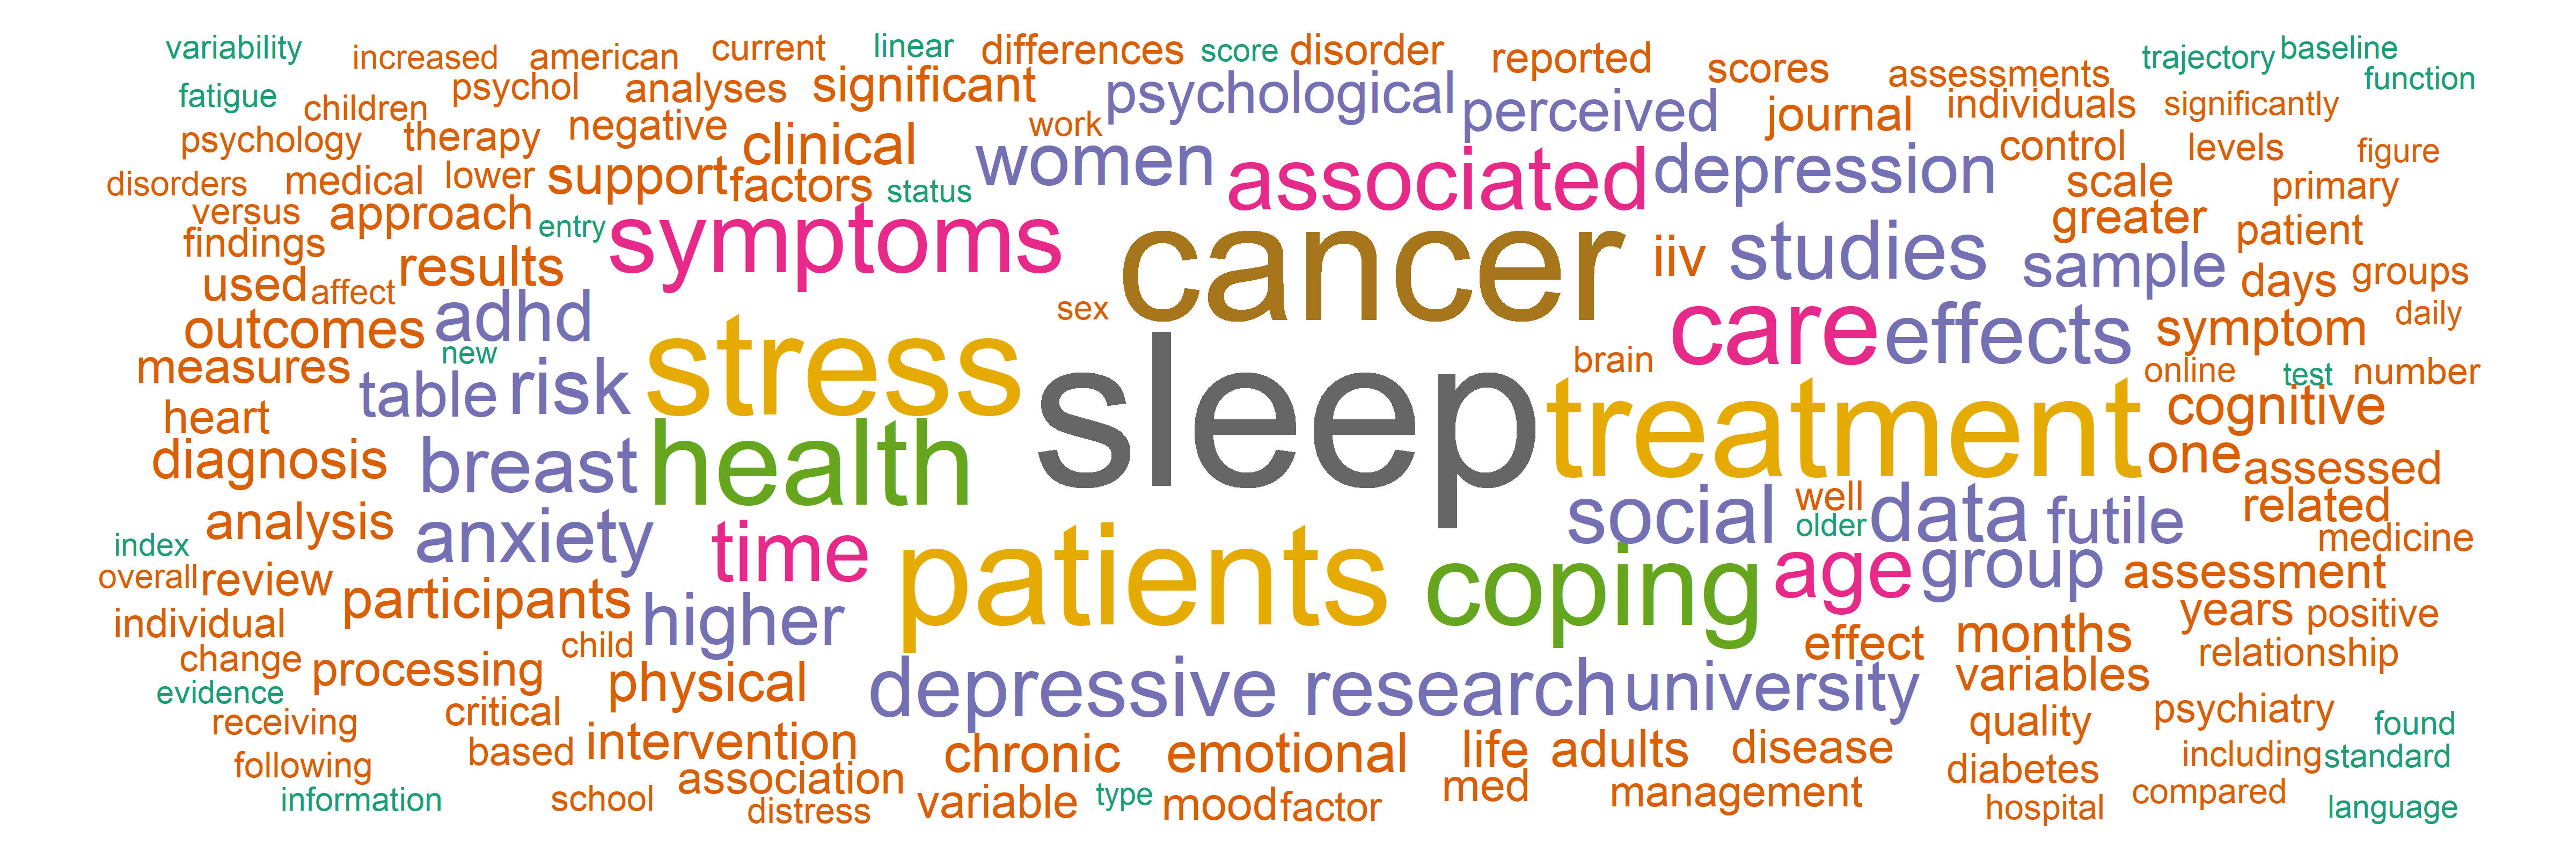 variability increased american current linear differences score disorder reported scores assessments trajectory baseline
fatigue children psychol analyses significant psychological perceived journal individuals significantly function
psychology therapy negative clinical work women associated depression control levels figure
disorders medical lower support factors status scale primary
versus approach entry symptoms cancer iiv studies greater patient
findings results sample
used affect sex care effects days groups
outcomes adhd stress symptom daily
measures new table risk brain online test number
heart health sleep treatment cognitive
diagnosis breast one assessed
analysis anxiety time social well older data futile related
index patients coping age group medicine
overall review participants higher assessment
individual child effect months years positive
change processing physical depressive research university variables relationship
evidence receiving critical quality psychiatry found
following based intervention chronic emotional life adults disease diabetes including standard
information school association distress variable type mood factor med management hospital compared language